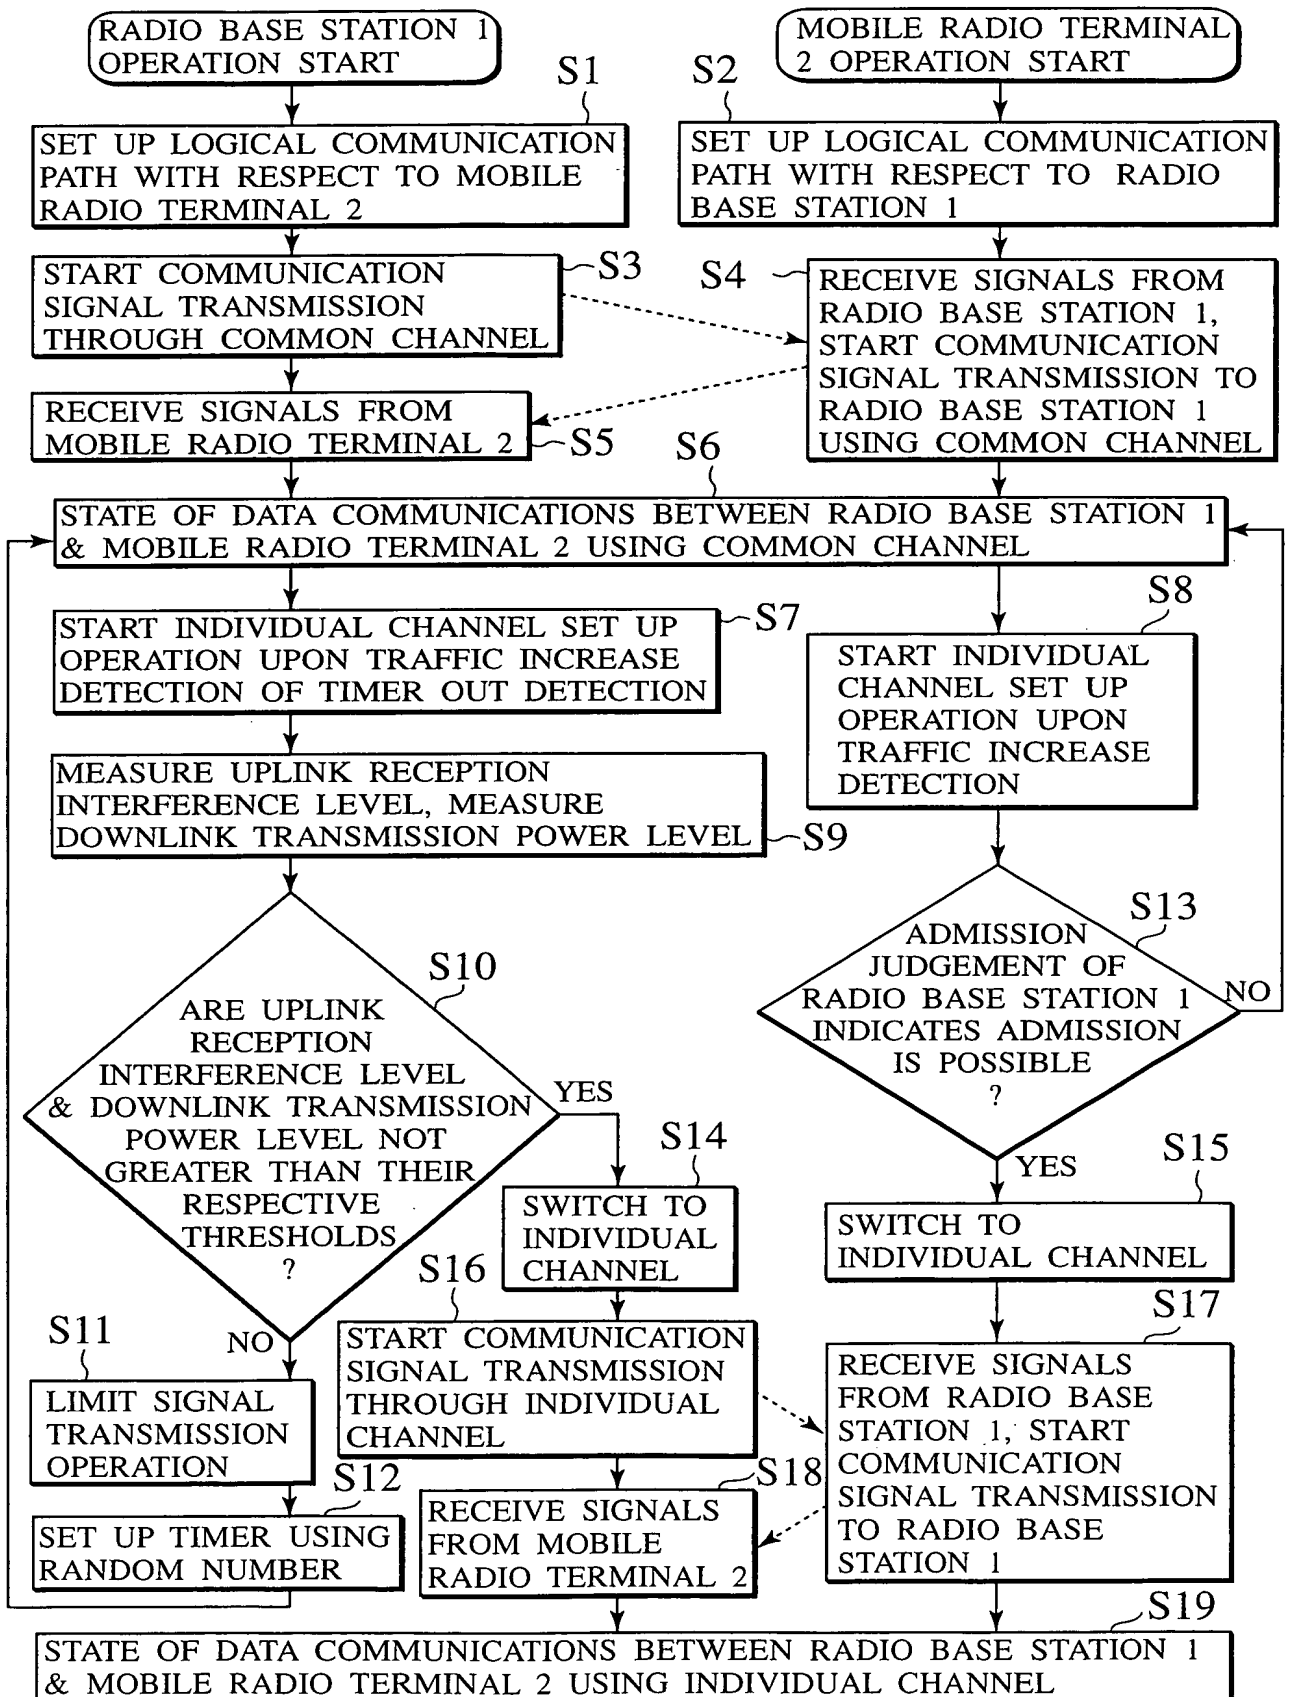 RADIO BASE STATION 1
OPERATION START
MOBILE RADIO TERMINAL
2 OPERATION START
S1
SET UP LOGICAL COMMUNICATION
PATH WITH RESPECT TO MOBILE
RADIO TERMINAL 2
S2
SET UP LOGICAL COMMUNICATION
PATH WITH RESPECT TO RADIO
BASE STATION 1
S3
START COMMUNICATION
SIGNAL TRANSMISSION
THROUGH COMMON CHANNEL
S4
RECEIVE SIGNALS FROM
RADIO BASE STATION 1,
START COMMUNICATION
SIGNAL TRANSMISSION TO
RADIO BASE STATION 1
USING COMMON CHANNEL
RECEIVE SIGNALS FROM
MOBILE RADIO TERMINAL 2
S5
S6
STATE OF DATA COMMUNICATIONS BETWEEN RADIO BASE STATION 1
& MOBILE RADIO TERMINAL 2 USING COMMON CHANNEL
S7
START INDIVIDUAL CHANNEL SET UP
OPERATION UPON TRAFFIC INCREASE
DETECTION OF TIMER OUT DETECTION
S8
START INDIVIDUAL
CHANNEL SET UP
OPERATION UPON
TRAFFIC INCREASE
DETECTION
MEASURE UPLINK RECEPTION
INTERFERENCE LEVEL, MEASURE
DOWNLINK TRANSMISSION POWER LEVEL
S9
S10
ARE UPLINK
RECEPTION
INTERFERENCE LEVEL
& DOWNLINK TRANSMISSION
POWER LEVEL NOT
GREATER THAN THEIR
RESPECTIVE
THRESHOLDS
?
YES
NO
S13
ADMISSION
JUDGEMENT OF
RADIO BASE STATION 1
INDICATES ADMISSION
IS POSSIBLE
?
NO
YES
S11
LIMIT SIGNAL
TRANSMISSION
OPERATION
S12
SET UP TIMER USING
RANDOM NUMBER
S14
SWITCH TO
INDIVIDUAL
CHANNEL
S15
SWITCH TO
INDIVIDUAL CHANNEL
S16
START COMMUNICATION
SIGNAL TRANSMISSION
THROUGH INDIVIDUAL
CHANNEL
S17
RECEIVE SIGNALS
FROM RADIO BASE
STATION 1, START
COMMUNICATION
SIGNAL TRANSMISSION
TO RADIO BASE
STATION 1
S18
RECEIVE SIGNALS
FROM MOBILE
RADIO TERMINAL 2
S19
STATE OF DATA COMMUNICATIONS BETWEEN RADIO BASE STATION 1
& MOBILE RADIO TERMINAL 2 USING INDIVIDUAL CHANNEL